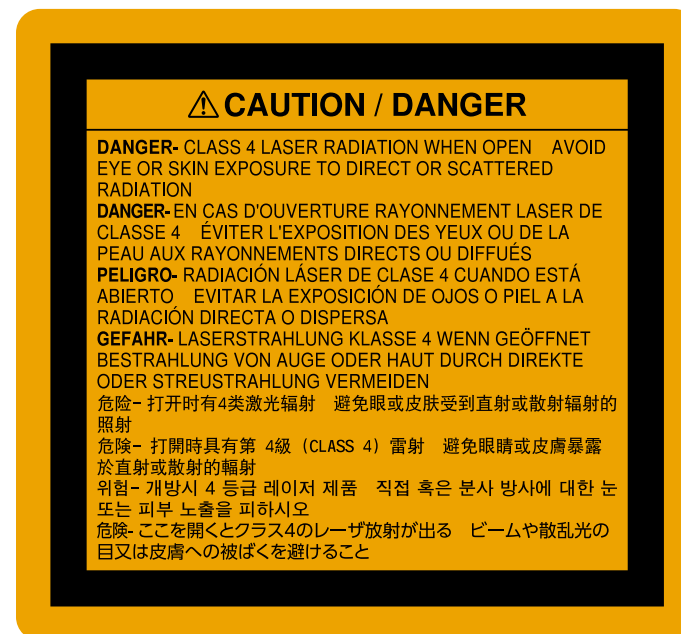 ⚠ CAUTION / DANGER
DANGER- CLASS 4 LASER RADIATION WHEN OPEN AVOID
EYE OR SKIN EXPOSURE TO DIRECT OR SCATTERED
RADIATION
DANGER- EN CAS D'OUVERTURE RAYONNEMENT LASER DE
CLASSE 4 ÉVITER L'EXPOSITION DES YEUX OU DE LA
PEAU AUX RAYONNEMENTS DIRECTS OU DIFFUÉS
PELIGRO- RADIACIÓN LÁSER DE CLASE 4 CUANDO ESTÁ
ABIERTO EVITAR LA EXPOSICIÓN DE OJOS O PIEL A LA
RADIACIÓN DIRECTA O DISPERSA
GEFAHR- LASERSTRAHLUNG KLASSE 4 WENN GEÖFFNET
BESTRAHLUNG VON AUGE ODER HAUT DURCH DIREKTE
ODER STREUSTRAHLUNG VERMEIDEN
危险- 打开时有4类激光辐射 避免眼或皮肤受到直射或散射辐射的
照射
危険- 打開時具有第 4級 (CLASS 4) 雷射 避免眼睛或皮膚暴露
於直射或散射的輻射
위험- 개방시 4 등급 레이저 제품 직접 혹은 분사 방사에 대한 눈
또는 피부 노출을 피하시오
危険- ここを開くとクラス4のレーザ放射が出る ビームや散乱光の
目又は皮膚への被ばくを避けること